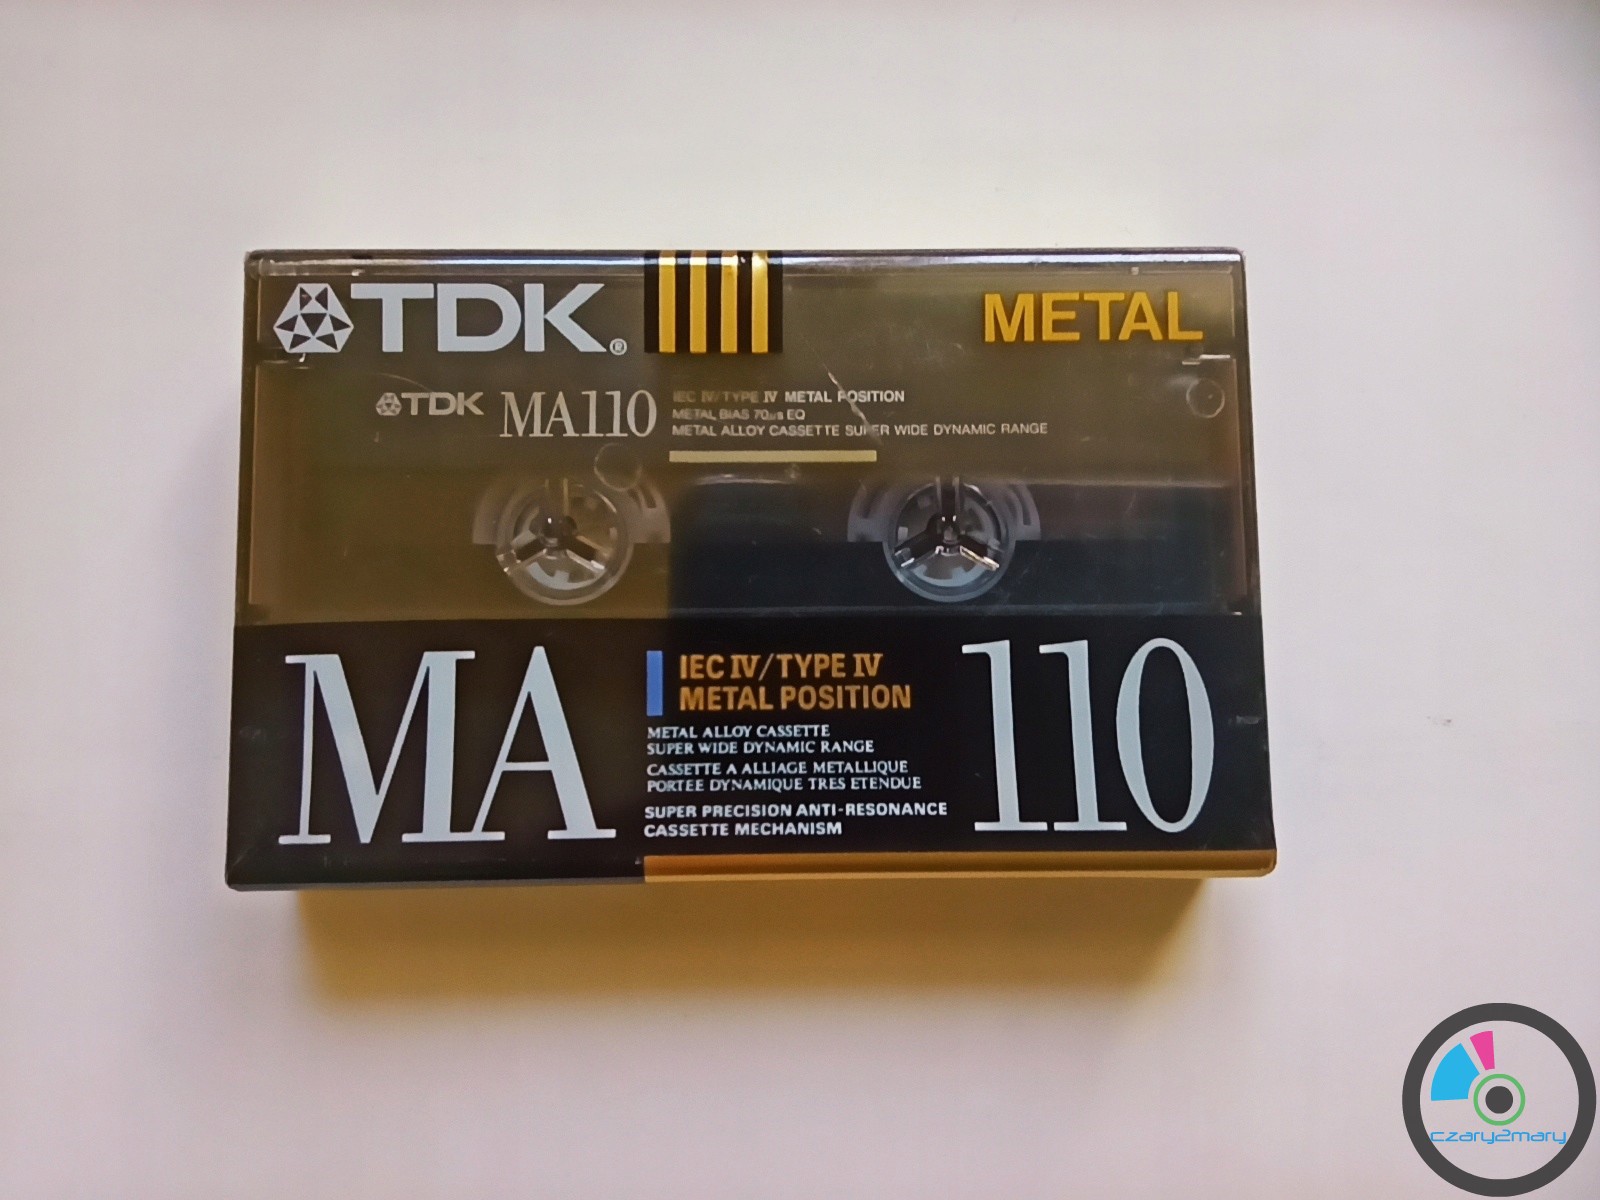 TDK®
METAL
TDK MA110
IEC IV/TYPE IV METAL POSITION
METAL BIAS 70µs EQ
METAL ALLOY CASSETTE SUPER WIDE DYNAMIC RANGE
MA
IEC IV/TYPE IV
METAL POSITION
METAL ALLOY CASSETTE
SUPER WIDE DYNAMIC RANGE
CASSETTE A ALLIAGE METALLIQUE
PORTEE DYNAMIQUE TRES ETENDUE
SUPER PRECISION ANTI-RESONANCE
CASSETTE MECHANISM
110
czary2mary